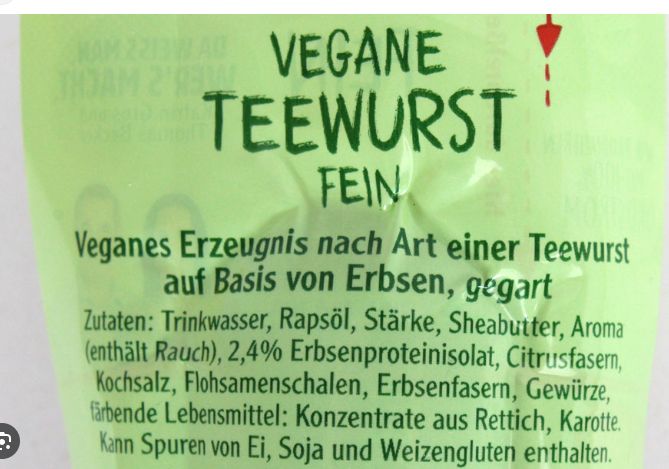 VEGANE
TEEWURST
FEIN
Veganes Erzeugnis nach Art einer Teewurst
auf Basis von Erbsen, gegart
Zutaten: Trinkwasser, Rapsöl, Stärke, Sheabutter, Aroma
(enthält Rauch), 2,4% Erbsenproteinisolat, Citrusfasern,
Kochsalz, Flohsamenschalen, Erbsenfasern, Gewürze,
färbende Lebensmittel: Konzentrate aus Rettich, Karotte.
Kann Spuren von Ei, Soja und Weizengluten enthalten.